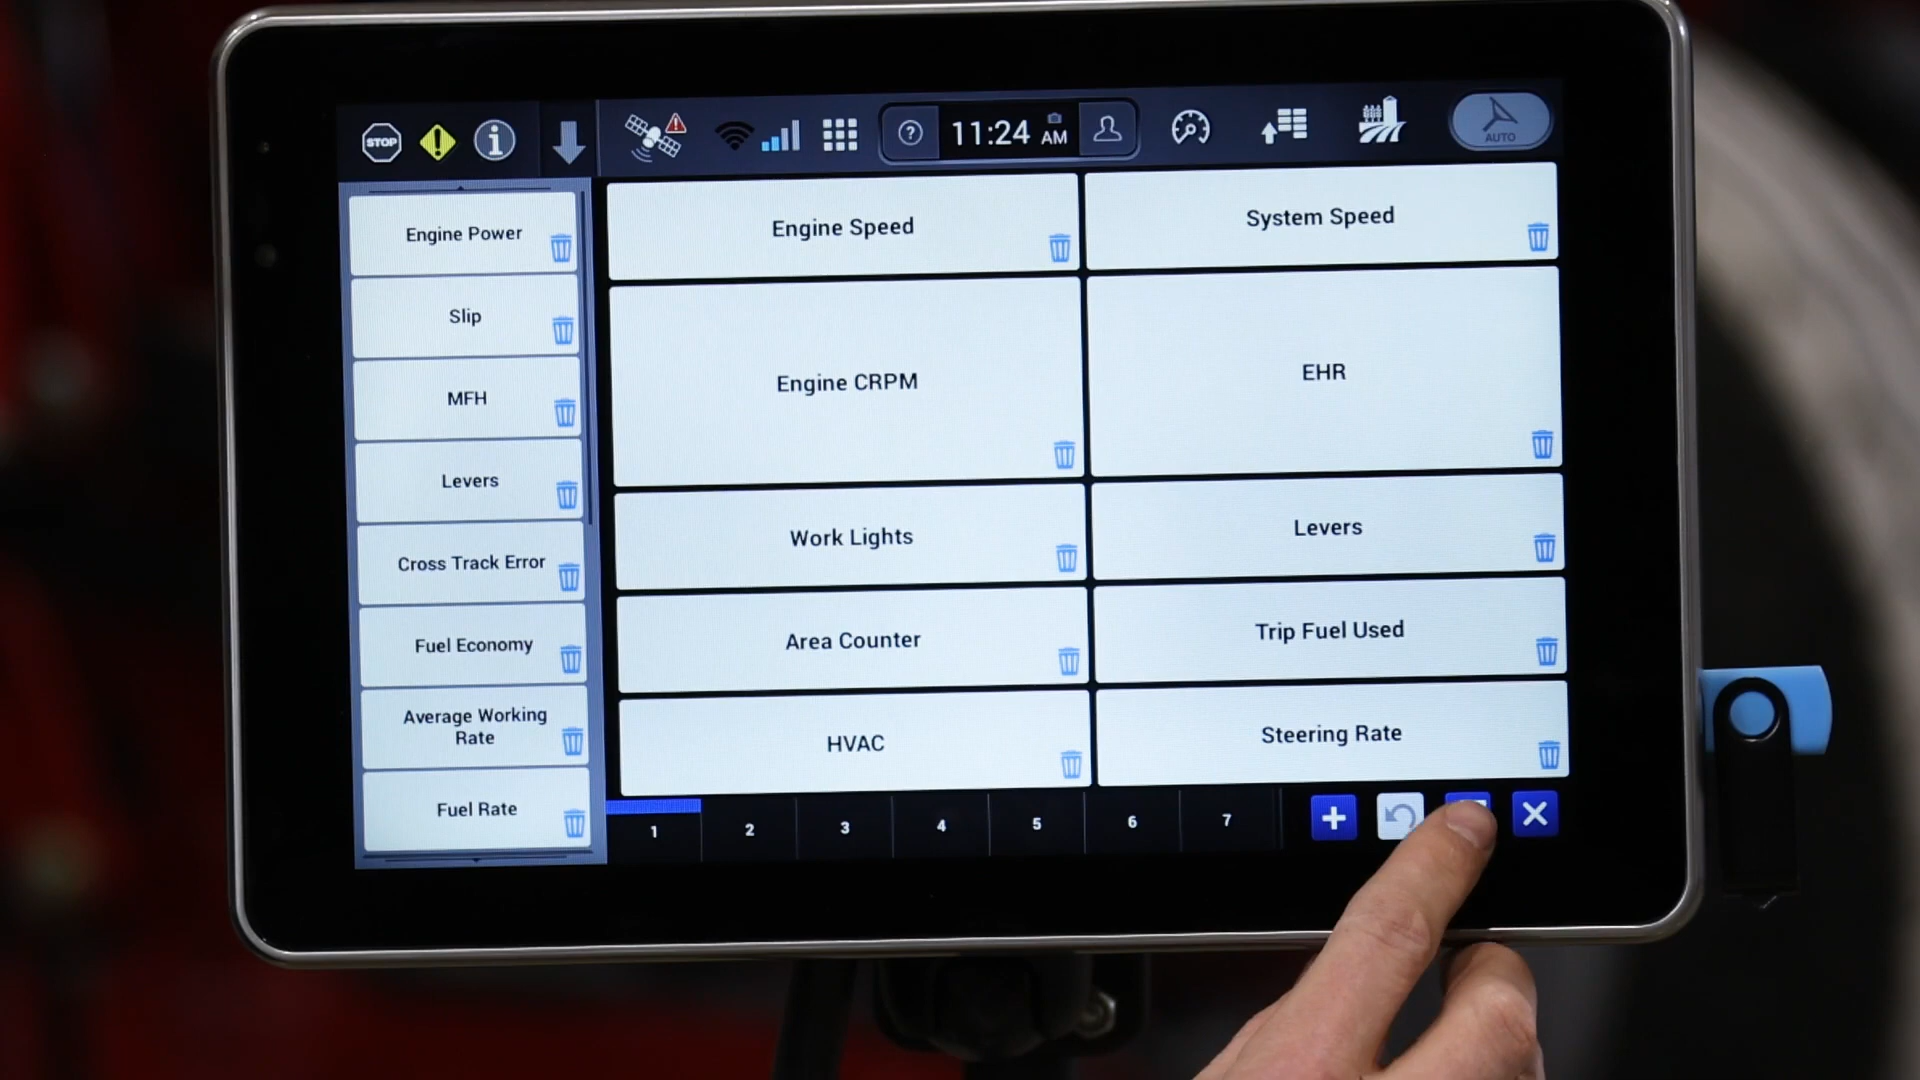 STOP
11:24 AM
AUTO
Engine Power
Slip
MFH
Levers
Cross Track Error
Fuel Economy
Average Working
Rate
Fuel Rate
Engine Speed
System Speed
Engine CRPM
EHR
Work Lights
Levers
Area Counter
Trip Fuel Used
HVAC
Steering Rate
1
2
3
4
5
6
7